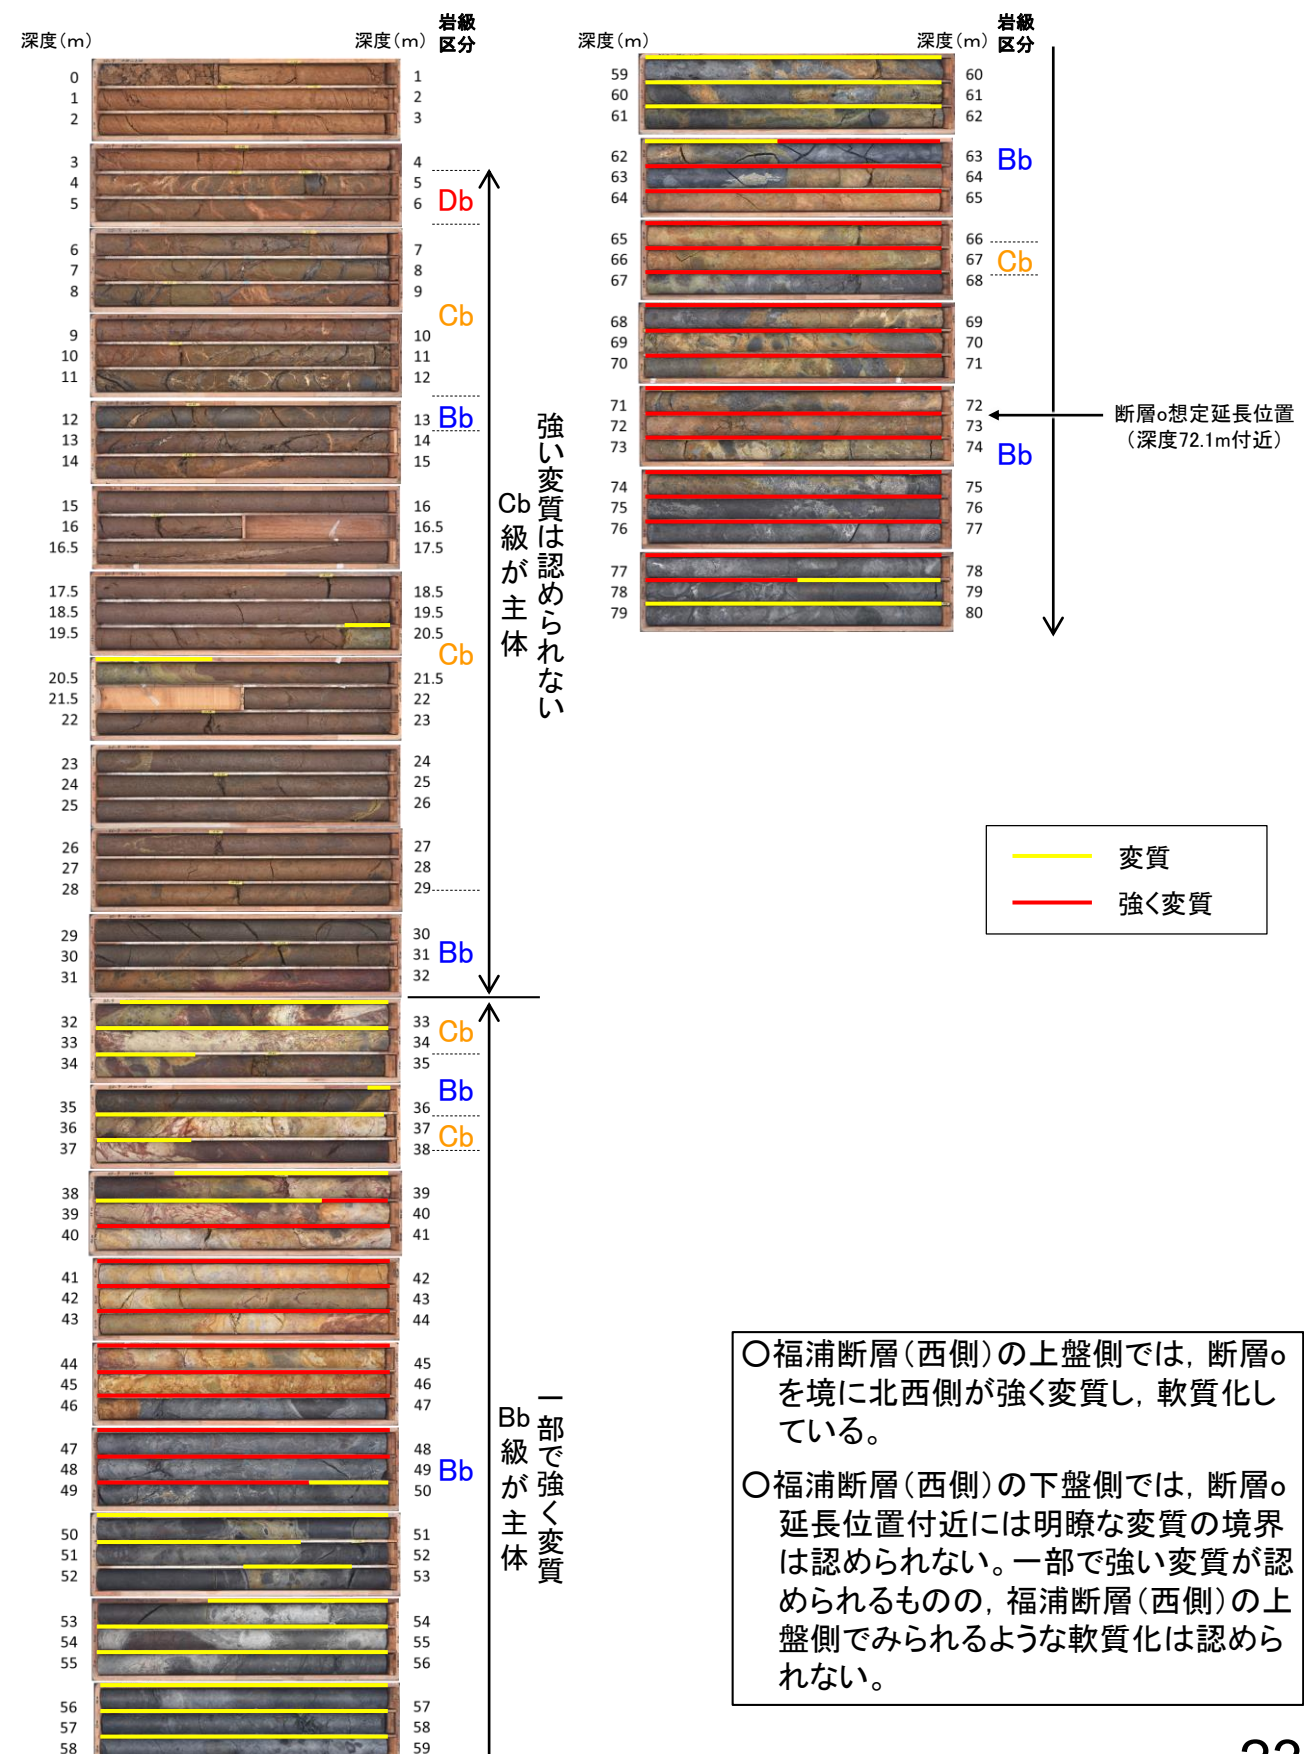 深度(m)
深度(m)
岩級
区分
0 1
1 2
2 3
3 4
4 5
5 6
Db
6 7
7 8
8 9
Cb
9 10
10 11
11 12
12 13
Bb
13 14
14 15
15 16
16 16.5
16.5 17.5
17.5 18.5
18.5 19.5
19.5 20.5
Cb
20.5 21.5
21.5 22
22 23
23 24
24 25
25 26
26 27
27 28
28 29
29 30
30 31
Bb
31 32
32 33
Cb
33 34
34 35
Bb
35 36
36 37
Cb
37 38
38 39
39 40
40 41
41 42
42 43
43 44
44 45
45 46
46 47
47 48
48 49
Bb
49 50
50 51
51 52
52 53
53 54
54 55
55 56
56 57
57 58
58 59
Cb級が主体
強い変質は認められない
Bb級が主体
一部で強く変質
深度(m)
深度(m)
岩級
区分
59 60
60 61
61 62
62 63
Bb
63 64
64 65
65 66
66 67
Cb
67 68
68 69
69 70
70 71
71 72
72 73
73 74
Bb
74 75
75 76
76 77
77 78
78 79
79 80
断層o想定延長位置
(深度72.1m付近)
変質
強く変質
○福浦断層(西側)の上盤側では,断層o
を境に北西側が強く変質し,軟質化し
ている。
○福浦断層(西側)の下盤側では,断層o
延長位置付近には明瞭な変質の境界
は認められない。一部で強い変質が認
められるものの,福浦断層(西側)の上
盤側でみられるような軟質化は認めら
れない。